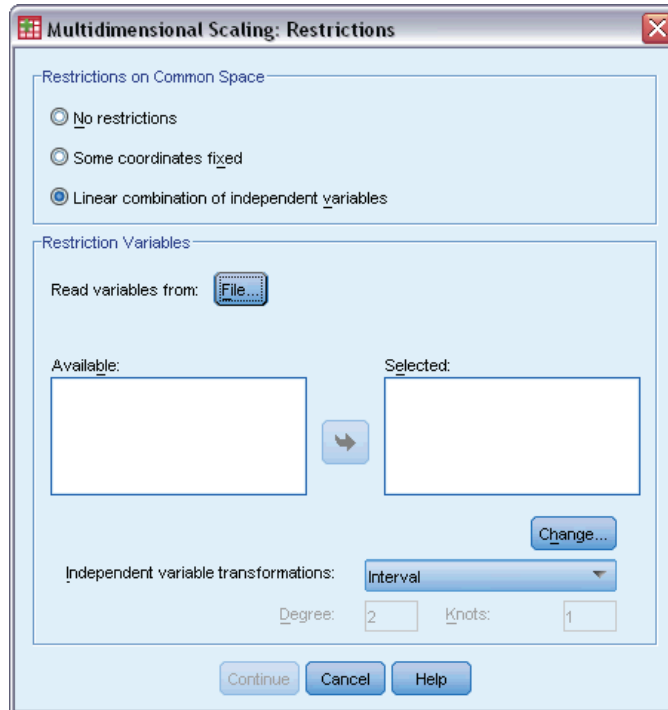 Multidimensional Scaling: Restrictions
Restrictions on Common Space
No restrictions
Some coordinates fixed
Linear combination of independent variables
Restriction Variables
Read variables from: File...
Available: Selected:
Change...
Independent variable transformations: Interval
Degree: 2 Knots: 1
Continue Cancel Help